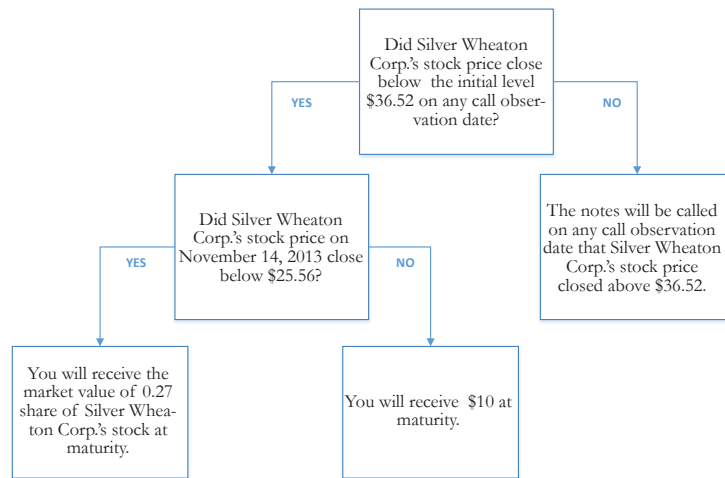 Did Silver Wheaton
Corp.'s stock price close
below  the initial level
$36.52 on any call obser-
vation date?
YES
NO
Did Silver Wheaton
Corp.'s stock price on
November 14, 2013 close
below $25.56?
The notes will be called
on any call observation
date that Silver Wheaton
Corp.'s stock price
closed above $36.52.
YES
NO
You will receive the
market value of 0.27
share of Silver Whea-
ton Corp.'s stock at
maturity.
You will receive  $10 at
maturity.